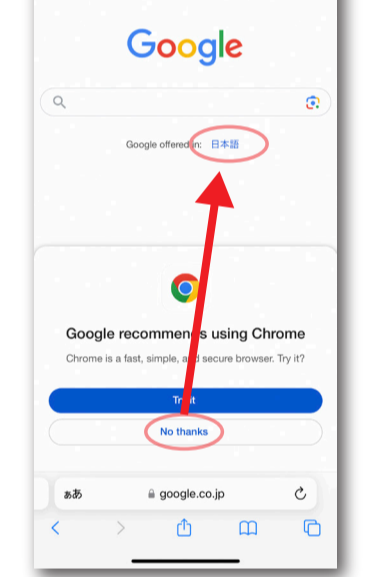 Google
Google offered in: 日本語
Google recommends using Chrome
Chrome is a fast, simple, and secure browser. Try it?
Try it
No thanks
ぁあ google.co.jp